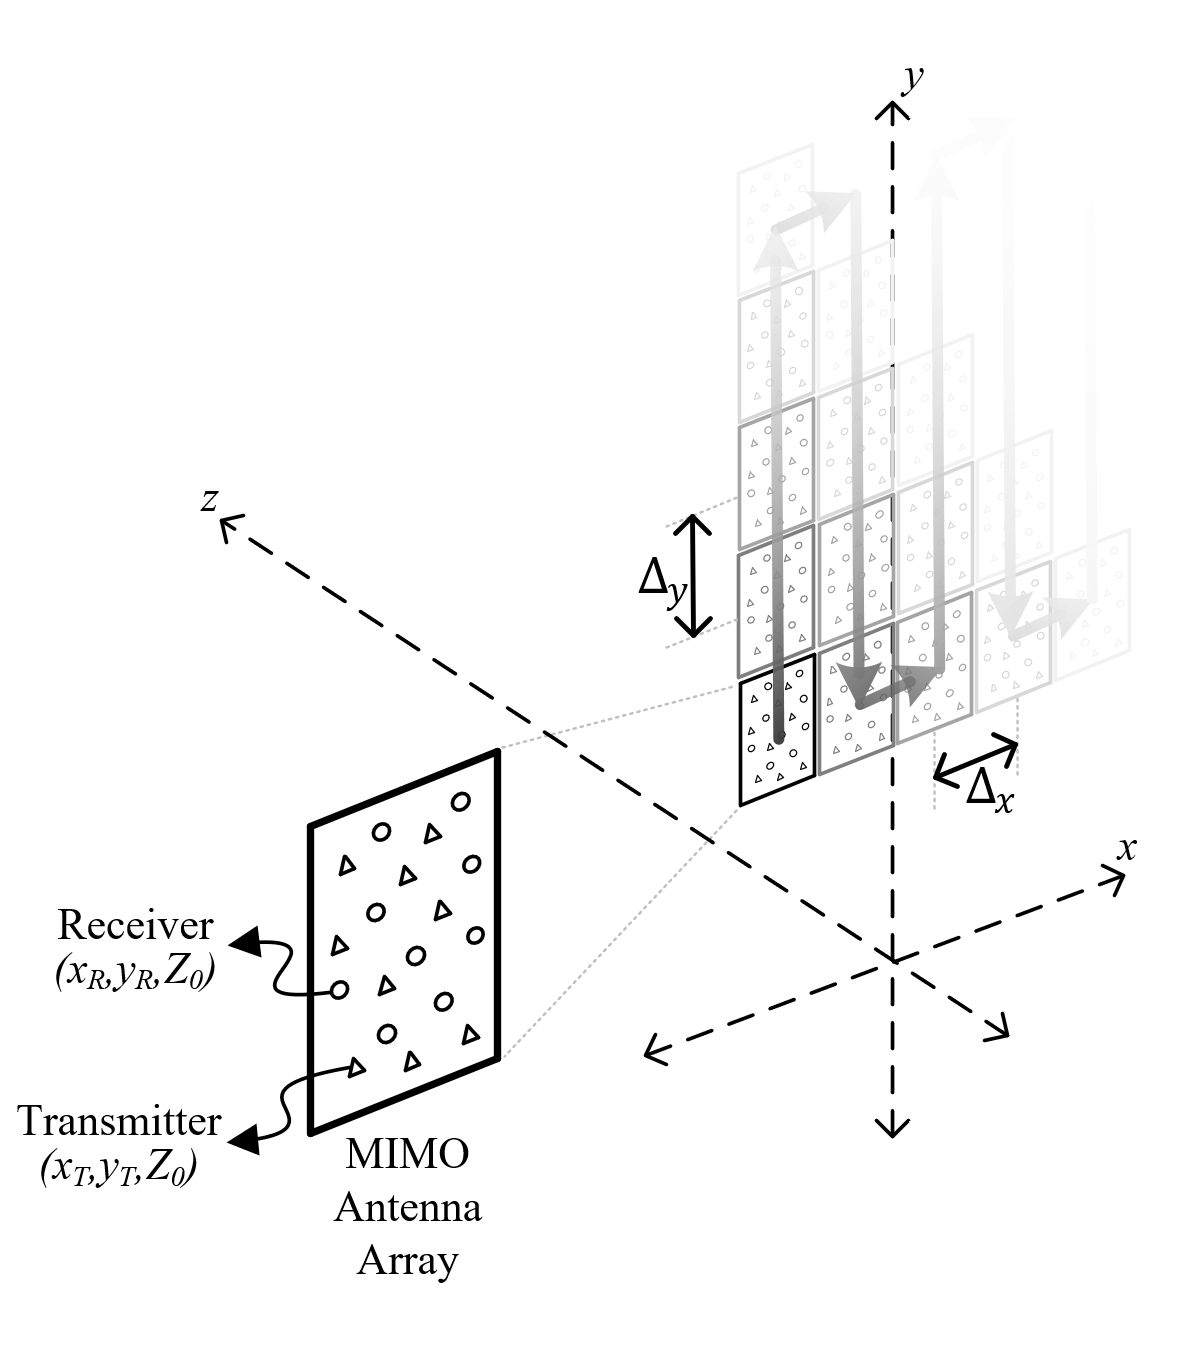 y
z
Δy
Δx
x
Receiver
(xR,yR,Z0)
Transmitter
(xT,yT,Z0)
MIMO
Antenna
Array